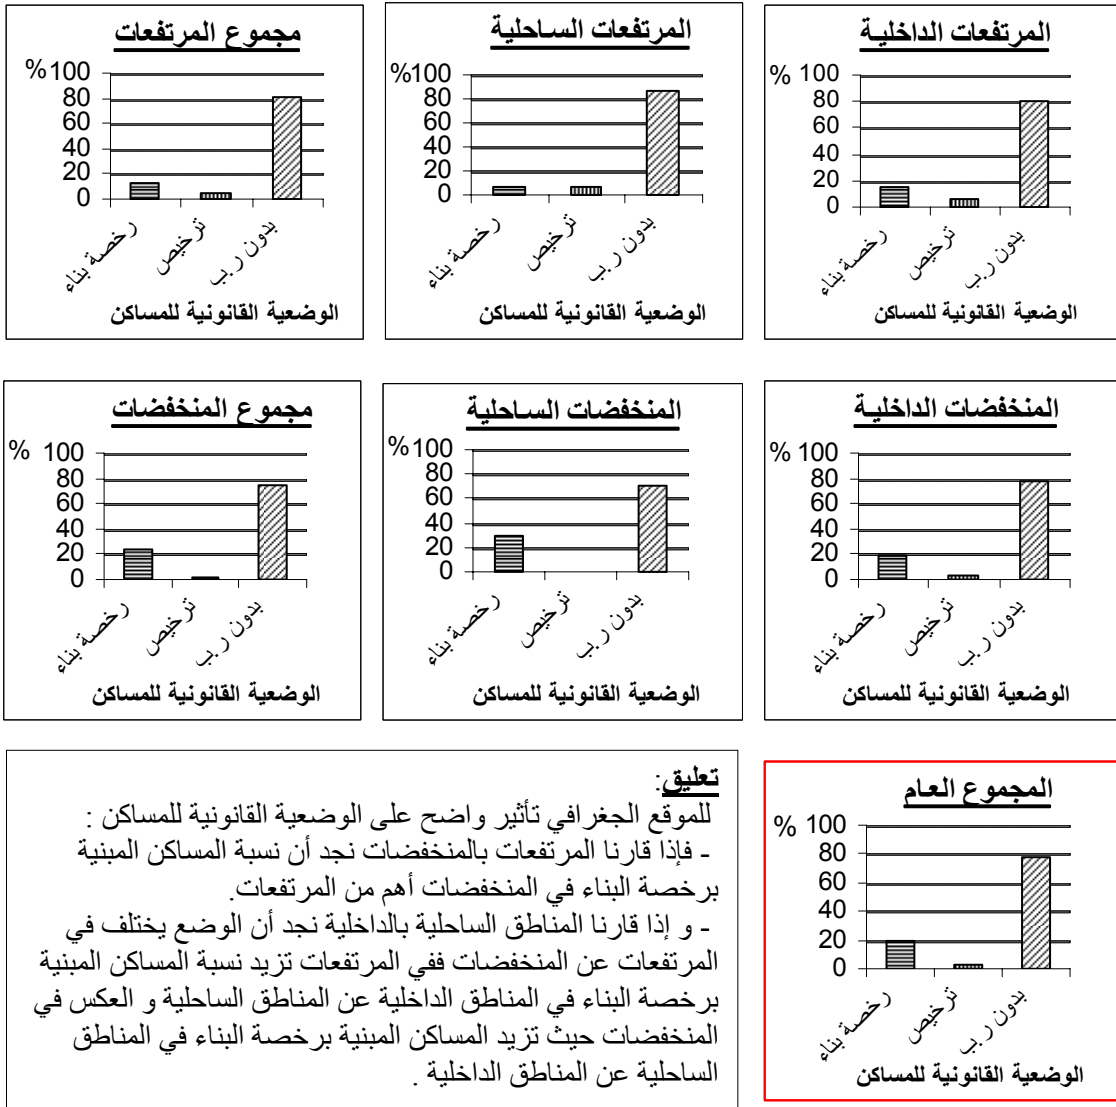 المرتفعات الداخلية
% 100
80
60
40
20
0
رخصة بناء
ترخيص
بدون ر.ب
الوضعية القانونية للمساكن
المرتفعات الساحلية
%100
80
60
40
20
0
رخصة بناء
ترخيص
بدون ر.ب
الوضعية القانونية للمساكن
مجموع المرتفعات
%100
80
60
40
20
0
رخصة بناء
ترخيص
بدون ر.ب
الوضعية القانونية للمساكن
المنخفضات الداخلية
% 100
80
60
40
20
0
رخصة بناء
ترخيص
بدون ر.ب
الوضعية القانونية للمساكن
المنخفضات الساحلية
%100
80
60
40
20
0
رخصة بناء
ترخيص
بدون ر.ب
الوضعية القانونية للمساكن
مجموع المنخفضات
% 100
80
60
40
20
0
رخصة بناء
ترخيص
بدون ر.ب
الوضعية القانونية للمساكن
المجموع العام
% 100
80
60
40
20
0
رخصة بناء
ترخيص
بدون ر.ب
الوضعية القانونية للمساكن
تعليق:
للموقع الجغرافي تأثير واضح على الوضعية القانونية للمساكن :
- فإذا قارنا المرتفعات بالمنخفضات نجد أن نسبة المساكن المبنية
برخصة البناء في المنخفضات أهم من المرتفعات.
- و إذا قارنا المناطق الساحلية بالداخلية نجد أن الوضع يختلف في
المرتفعات عن المنخفضات ففي المرتفعات تزيد نسبة المساكن المبنية
برخصة البناء في المناطق الداخلية عن المناطق الساحلية و العكس في
المنخفضات حيث تزيد المساكن المبنية برخصة البناء في المناطق
الساحلية عن المناطق الداخلية .